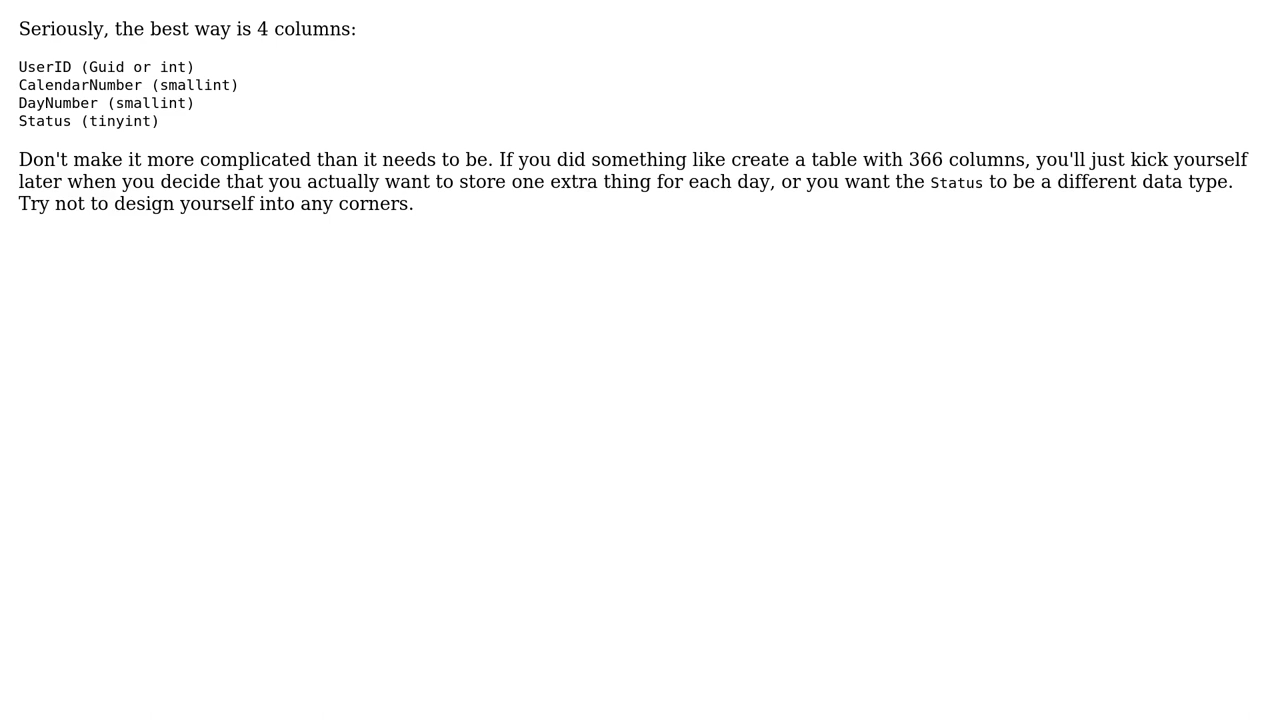 Seriously, the best way is 4 columns:
UserID (Guid or int)
CalendarNumber (smallint)
DayNumber (smallint)
Status (tinyint)
Don't make it more complicated than it needs to be. If you did something like create a table with 366 columns, you'll just kick yourself
later when you decide that you actually want to store one extra thing for each day, or you want the Status to be a different data type.
Try not to design yourself into any corners.